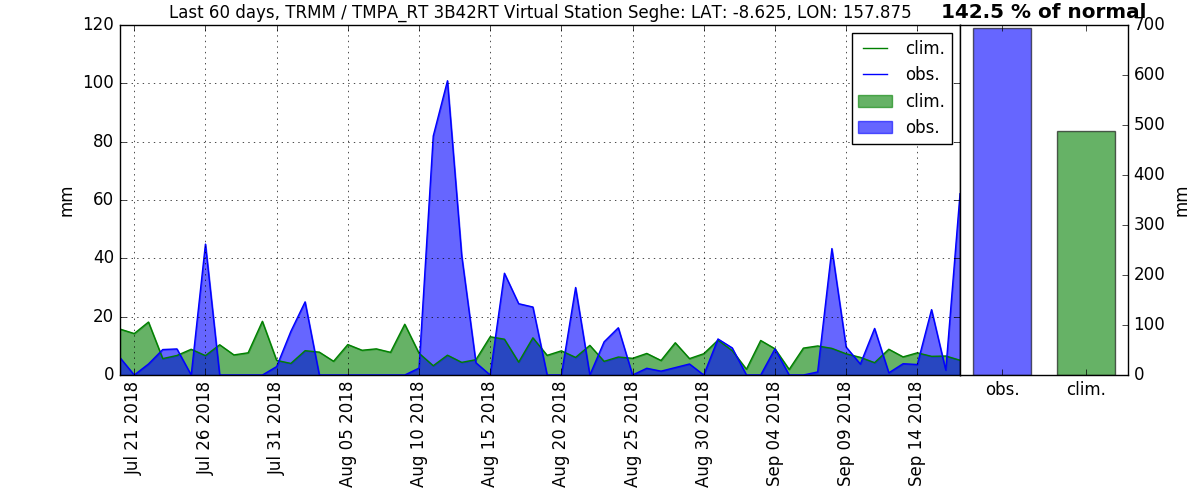 Last 60 days, TRMM / TMPA_RT 3B42RT Virtual Station Seghe: LAT: -8.625, LON: 157.875
142.5 % of normal
120
100
80
60
40
20
0
mm
clim.
obs.
clim.
obs.
Jul 21 2018
Jul 26 2018
Jul 31 2018
Aug 05 2018
Aug 10 2018
Aug 15 2018
Aug 20 2018
Aug 25 2018
Aug 30 2018
Sep 04 2018
Sep 09 2018
Sep 14 2018
700
600
500
400
300
200
100
0
mm
obs.
clim.